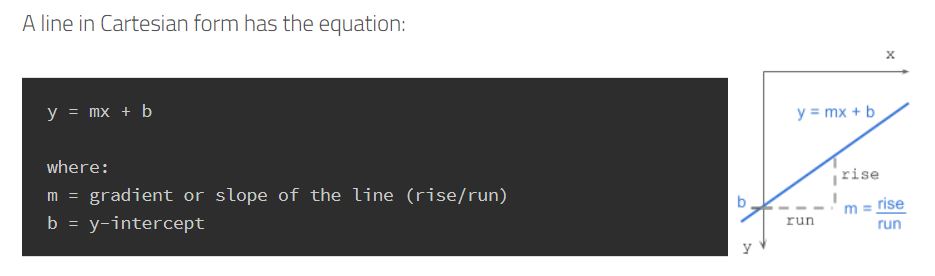 A line in Cartesian form has the equation:
y = mx + b
where:
m = gradient or slope of the line (rise/run)
b = y-intercept
x
y = mx + b
rise
b
m = rise
run
run
y